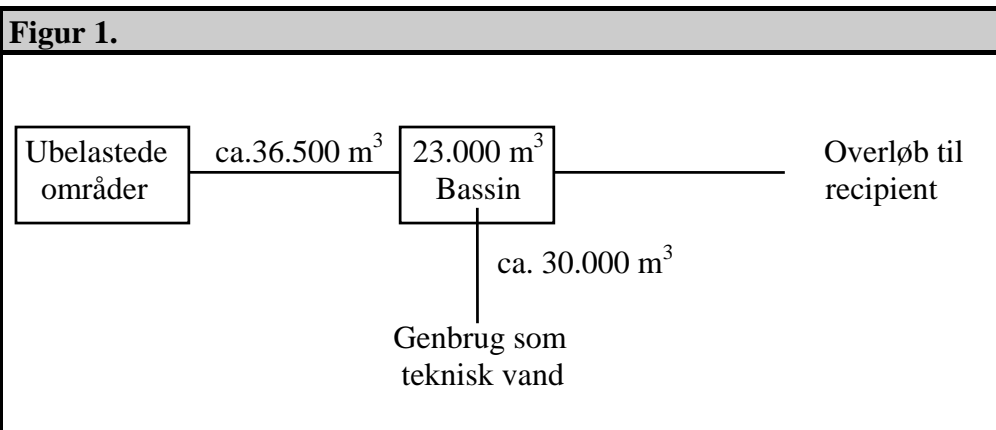 Figur 1.
Ubelastede
områder
ca.36.500 m³
23.000 m³
Bassin
Overløb til
recipient
ca. 30.000 m³
Genbrug som
teknisk vand